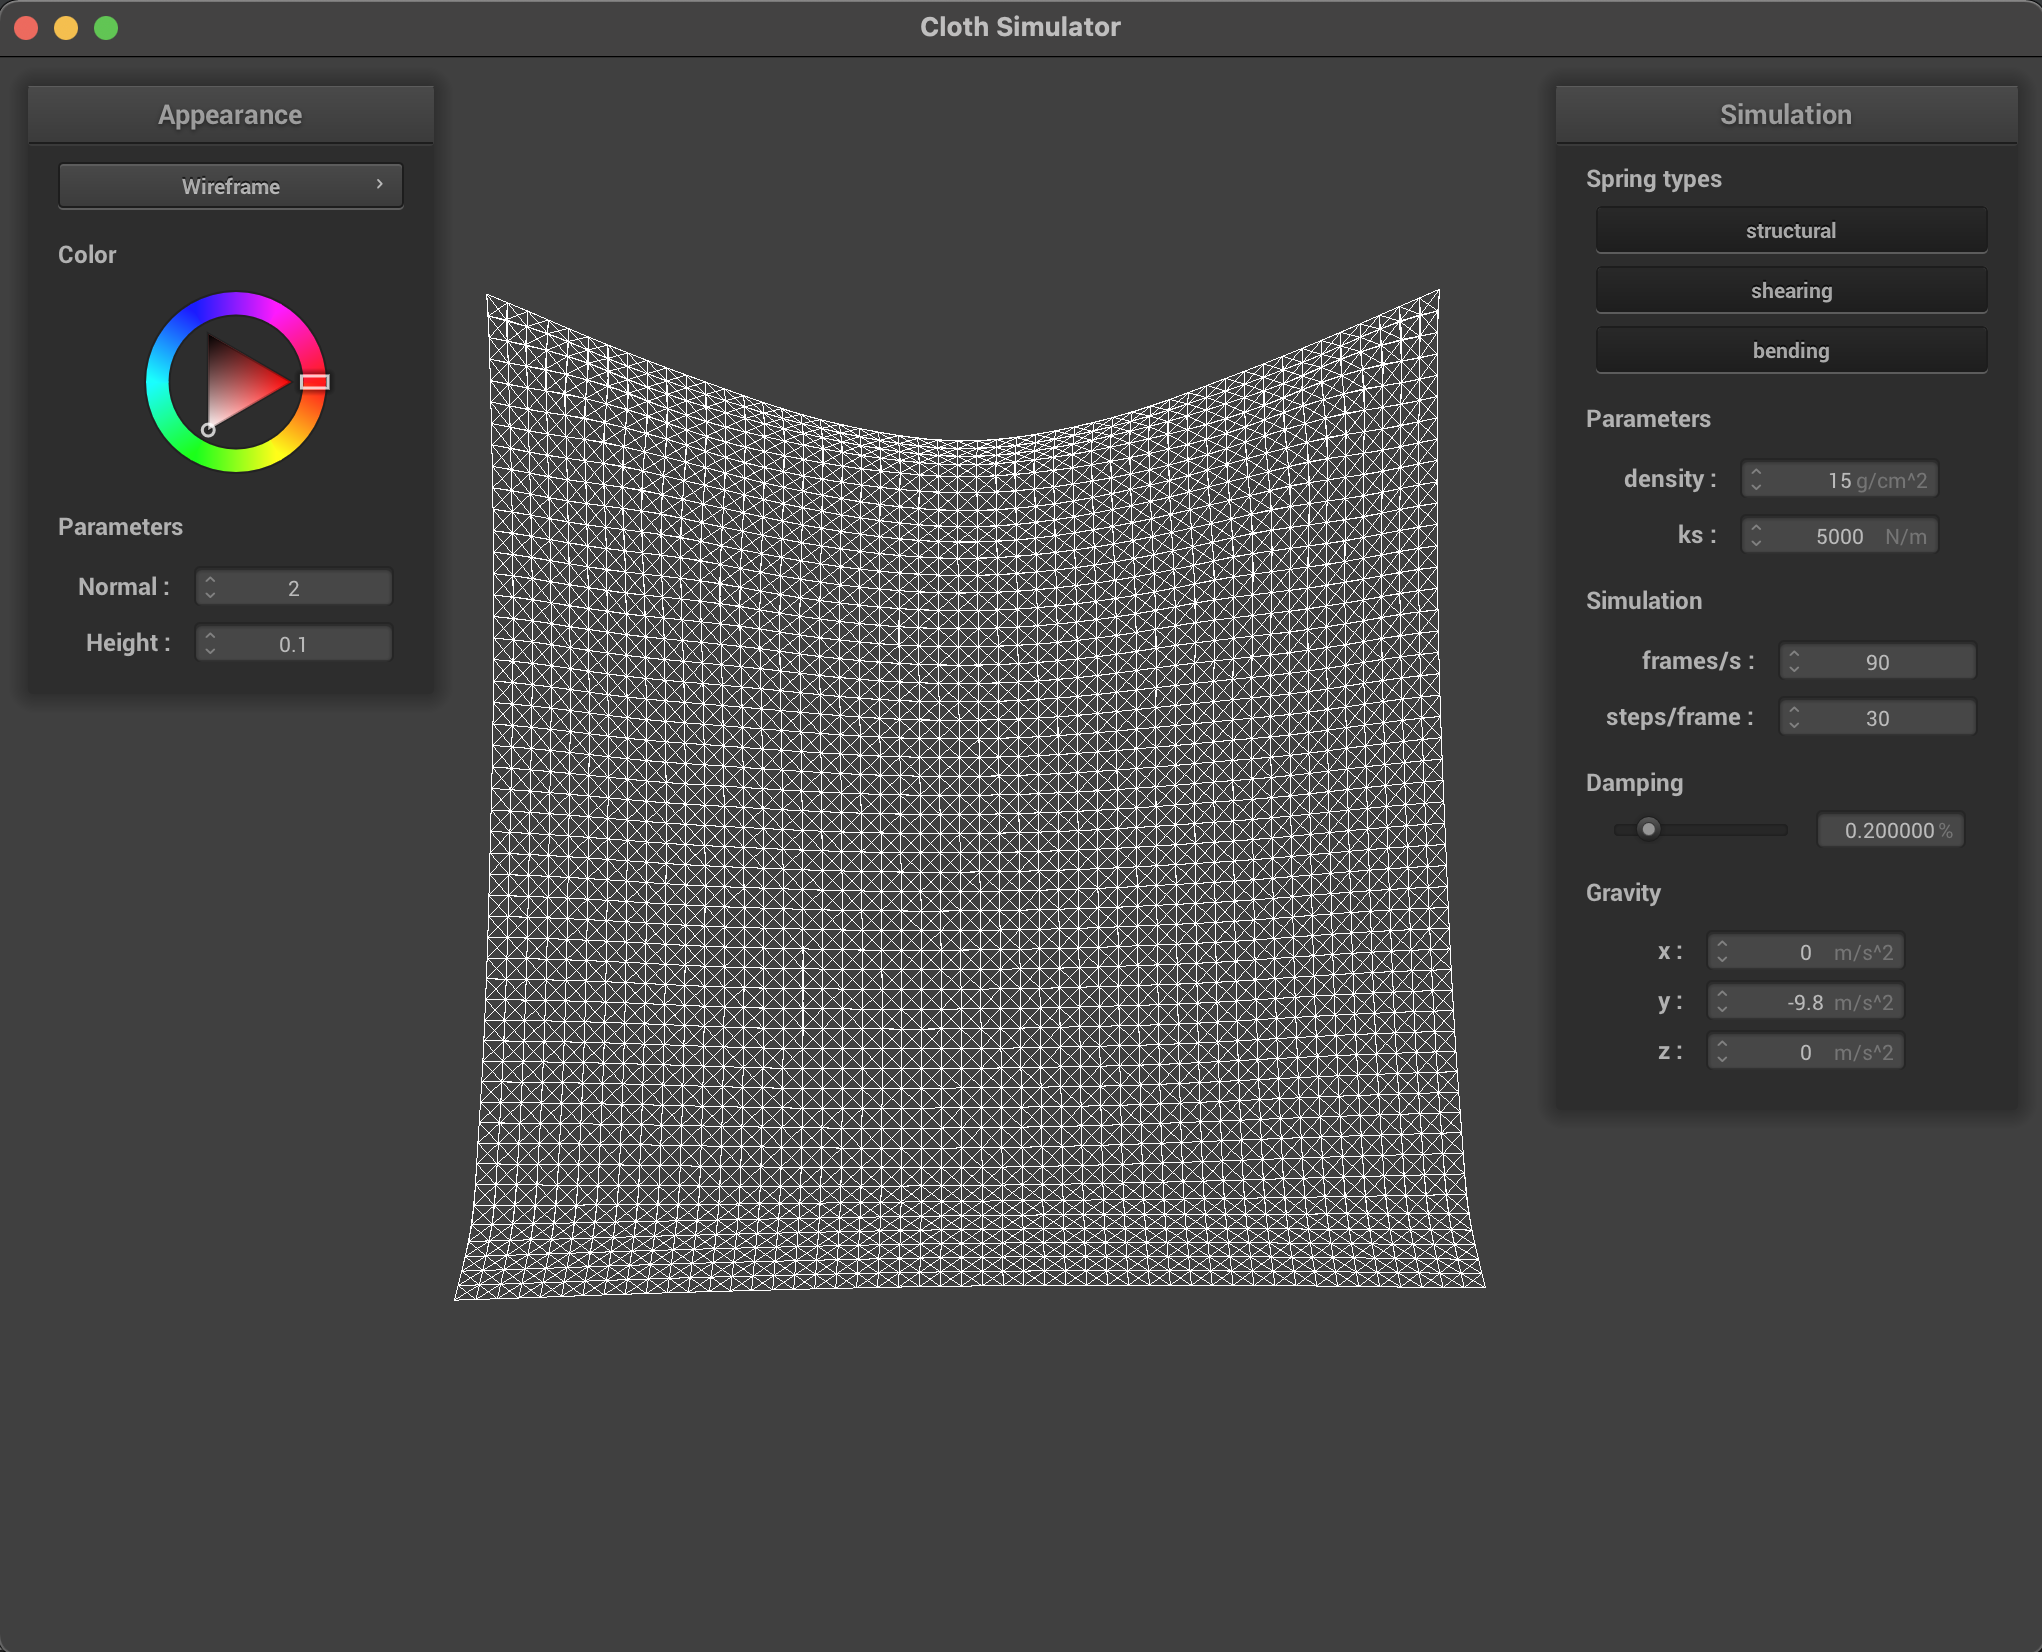 Cloth Simulator
Appearance
Wireframe
Color
Parameters
Normal : 2
Height : 0.1
Simulation
Spring types
structural
shearing
bending
Parameters
density : 15 g/cm^2
ks : 5000 N/m
Simulation
frames/s : 90
steps/frame : 30
Damping
0.200000 %
Gravity
x : 0 m/s^2
y : -9.8 m/s^2
z : 0 m/s^2